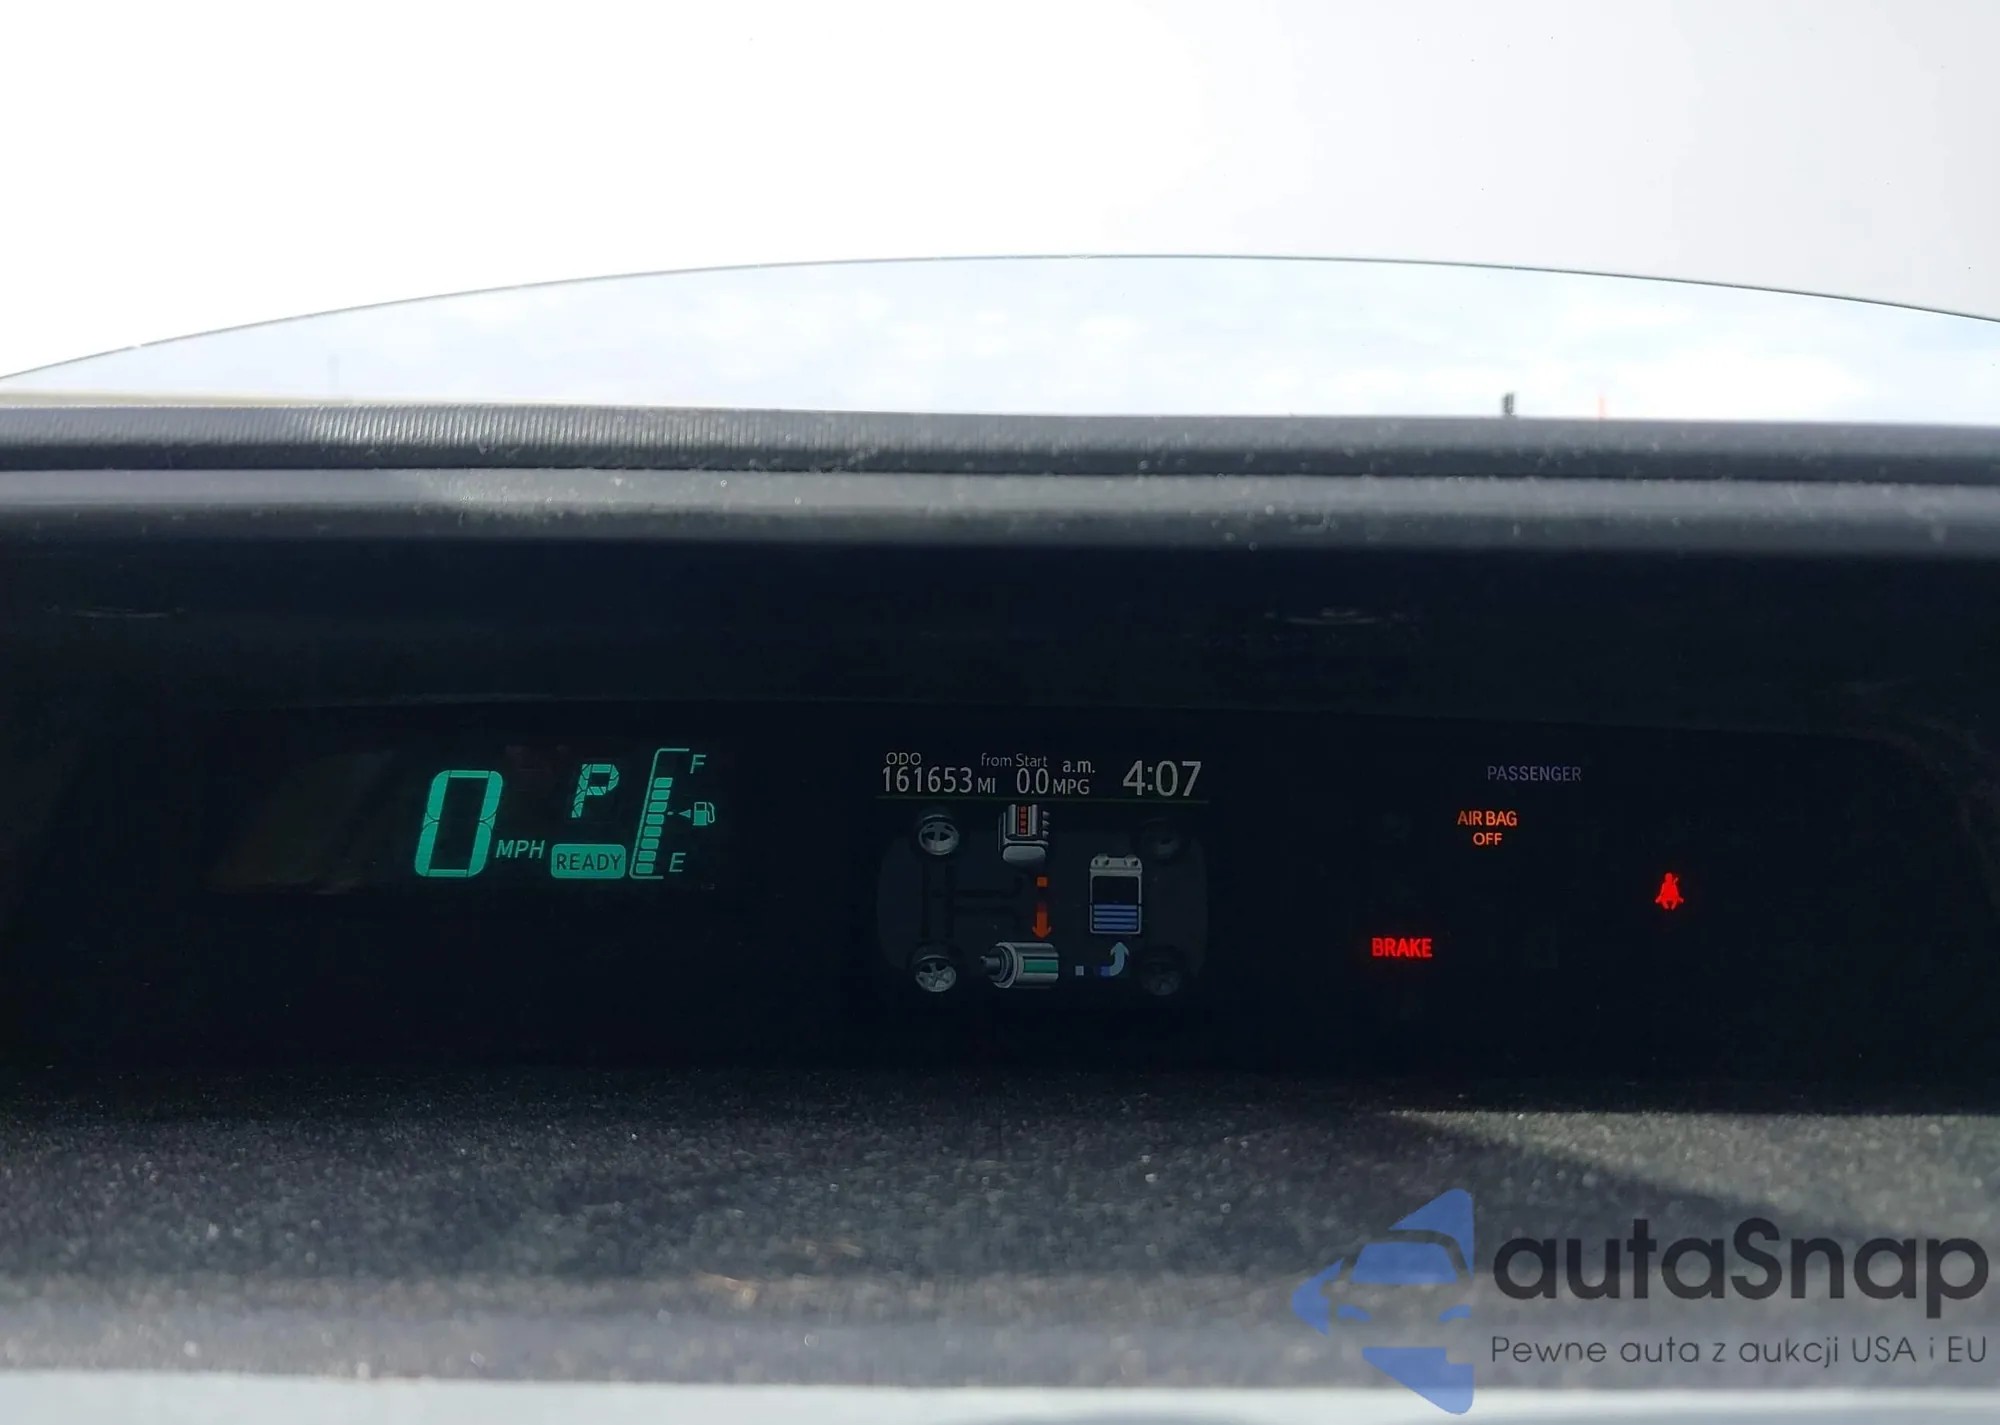 0 MPH
P
READY
F
E
ODO
161653 MI
from Start
0.0 MPG
a.m.
4:07
PASSENGER
AIR BAG
OFF
BRAKE
autaSnap
Pewne auta z aukcji USA i EU